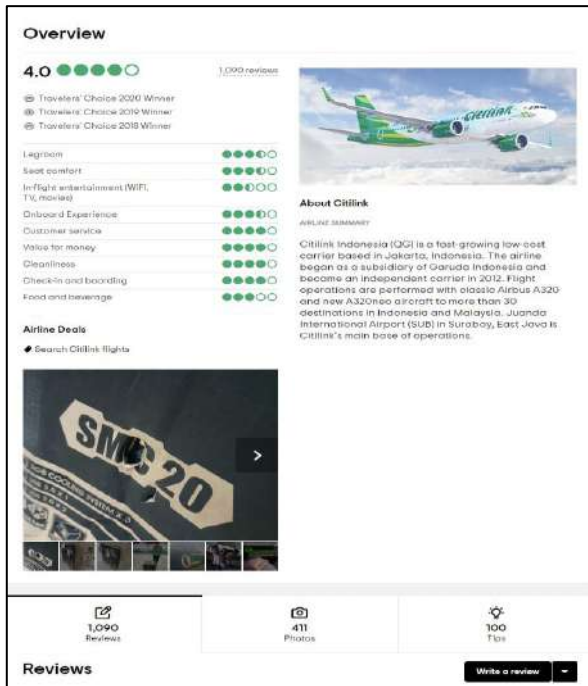 Overview
4.0
1,090 reviews
Travelers' Choice 2020 Winner
Travelers' Choice 2019 Winner
Travelers' Choice 2018 Winner
Legroom
Seat comfort
In-flight entertainment (WiFi,
TV, movies)
Onboard Experience
Customer service
Value for money
Cleanliness
Check-in and boarding
Food and beverage
Airline Deals
Search Citilink flights
citilink
About Citilink
AIRLINE SUMMARY
Citilink Indonesia (QG) is a fast-growing low-cost
carrier based in Jakarta, Indonesia. The airline
began as a subsidiary of Garuda Indonesia and
became an independent carrier in 2012. Flight
operations are performed with classic Airbus A320
and new A320neo aircraft to more than 30
destinations in Indonesia and Malaysia. Juanda
International Airport (SUB) in Surabay, East Java is
Citilink's main base of operations.
SMC 20
COOLING SYSTEM X
1,090
Reviews
411
Photos
100
Tips
Reviews
Write a review